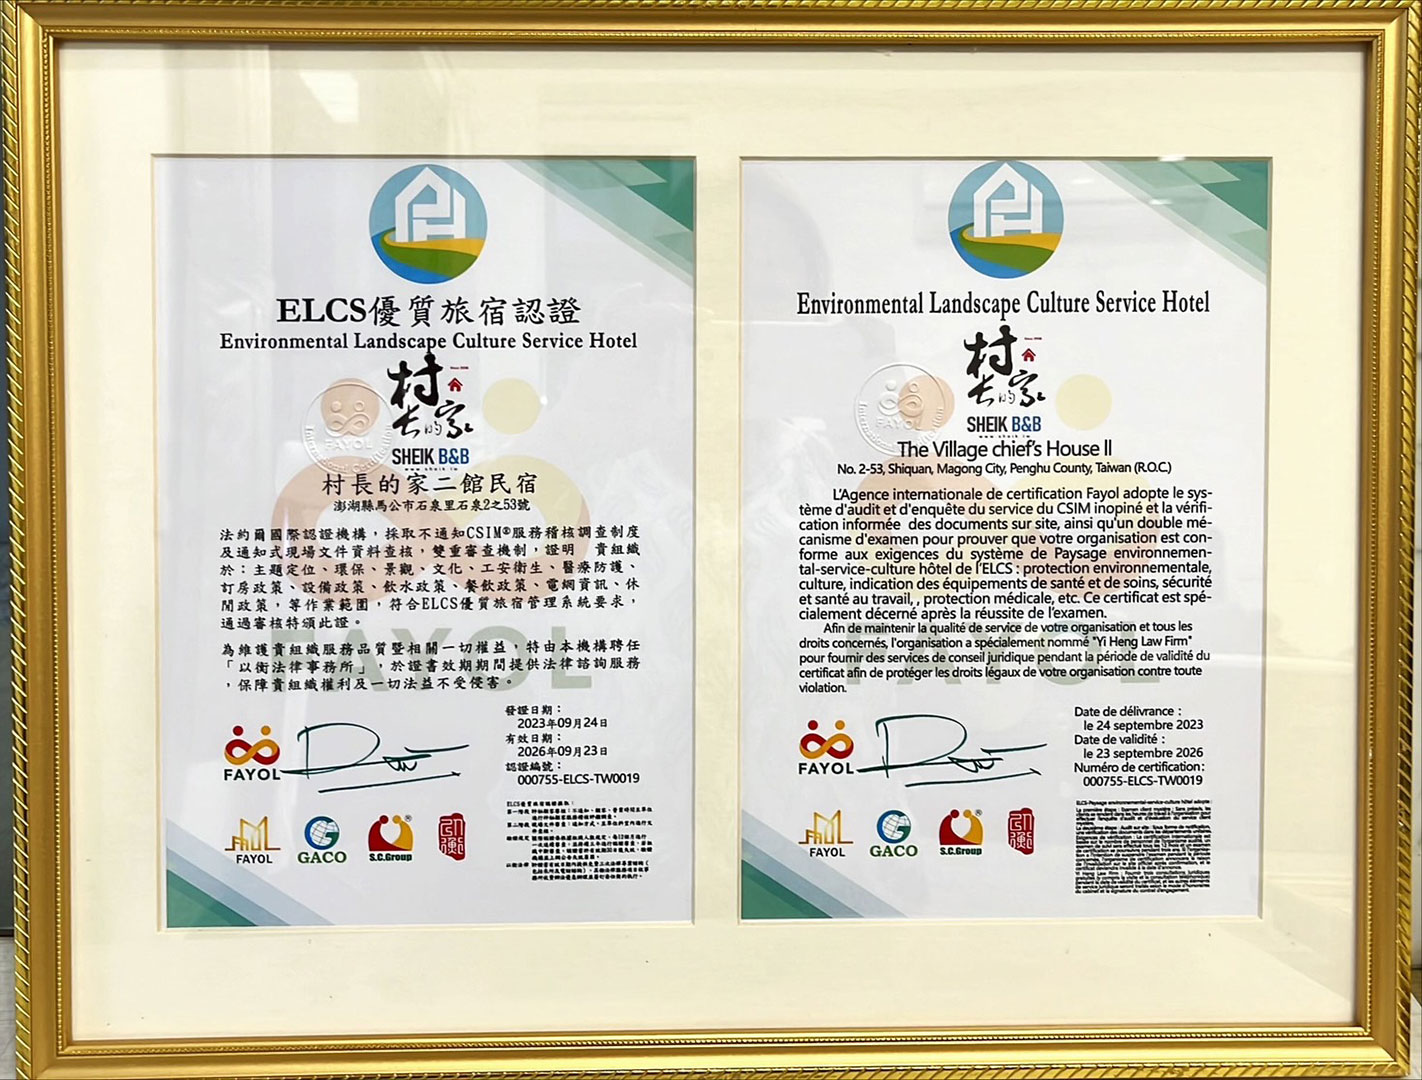 ELCS優質旅宿認證
Environmental Landscape Culture Service Hotel
村長的家
SHEIK B&B
www.sheik.tw
村長的家二館民宿
澎湖縣馬公市石泉里石泉2之53號
法約爾國際認證機構，採取不通知CSIM®服務稽核調查制度
及通知式現場文件資料查核，雙重審查機制，證明 貴組織
於：主題定位、環保、景觀、文化、工安衛生、醫療防護、
訂房政策、設備政策、飲水政策、餐飲政策、電網資訊、休
閒政策，等作業範圍，符合ELCS優質旅宿管理系統要求，
通過審核特頒此證。
為維護貴組織服務品質暨相關一切權益，特由本機構聘任
「以衡法律事務所」，於證書效期期間提供法律諮詢服務
，保障貴組織權利及一切法益不受侵害。
發證日期：
2023年09月24日
有效日期：
2026年09月23日
認證編號：
000755-ELCS-TW0019
FAYOL
FAYOL
GACO
S.C.Group
Environmental Landscape Culture Service Hotel
村長的家
SHEIK B&B
www.sheik.tw
The Village chief's House II
No. 2-53, Shiquan, Magong City, Penghu County, Taiwan (R.O.C.)
L'Agence internationale de certification Fayol adopte le sys-
tème d'audit et d'enquête du service du CSIM inopiné et la vérifi-
cation informée des documents sur site, ainsi qu'un double mé-
canisme d'examen pour prouver que votre organisation est con-
forme aux exigences du système de Paysage environnemen-
tal-service-culture hôtel de l'ELCS : protection environnementale,
culture, indication des équipements de santé et de soins, sécurité
et santé au travail, , protection médicale, etc. Ce certificat est spé-
cialement décerné après la réussite de l'examen.
Afin de maintenir la qualité de service de votre organisation et tous les
droits concernés, l'organisation a spécialement nommé "Yi Heng Law Firm"
pour fournir des services de conseil juridique pendant la période de validité du
certificat afin de protéger les droits légaux de votre organisation contre toute
violation.
Date de délivrance :
le 24 septembre 2023
Date de validité :
le 23 septembre 2026
Numéro de certification:
000755-ELCS-TW0019
FAYOL
FAYOL
GACO
S.C.Group